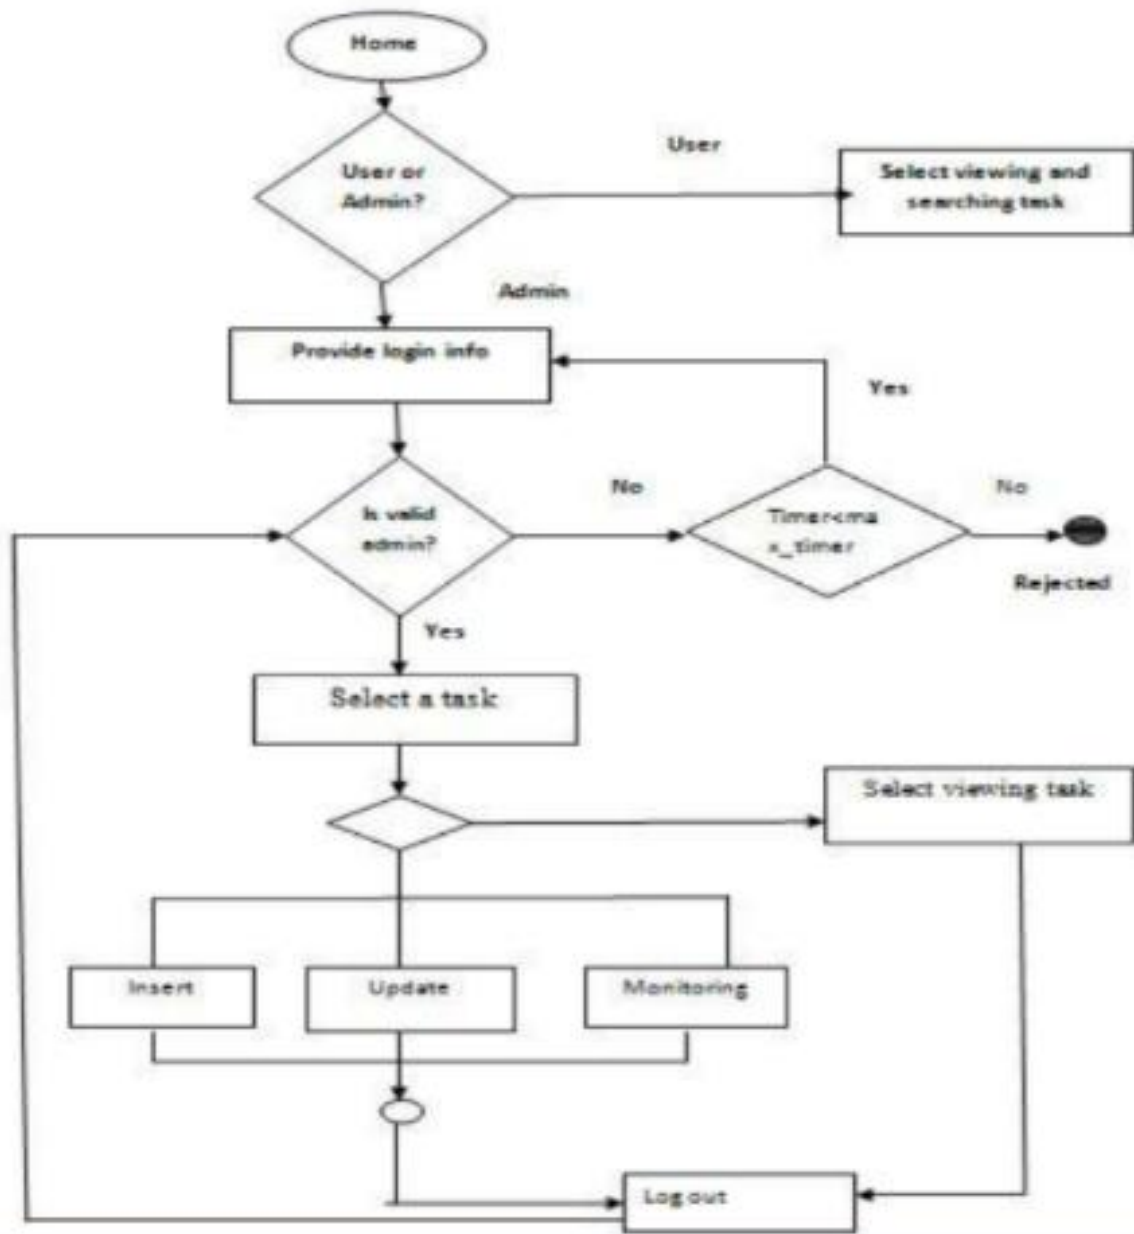 Home
User or
Admin?
User
Select viewing and
searching task
Admin
Provide login info
Yes
Is valid
admin?
No
Timer<ma
x_timer
No
Rejected
Yes
Select a task
Select viewing task
Insert
Update
Monitoring
Log out